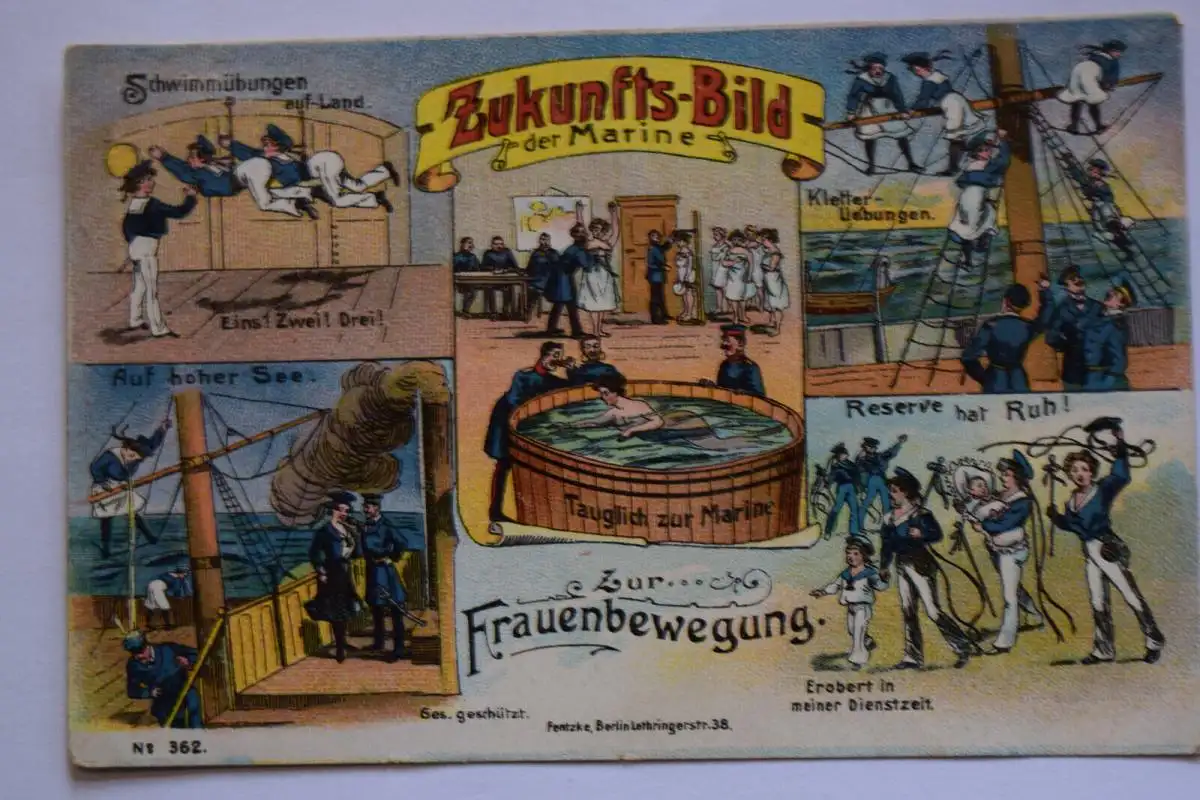 Zukunfts-Bild
der Marine
Schwimmübungen
auf-Land.
Eins! Zwei! Drei!
Kletter-
Uebungen.
Auf hoher See.
Tauglich zur Marine
Reserve hat Ruh!
Zur...
Frauenbewegung.
Erobert in
meiner Dienstzeit.
Ges. geschützt.
Fentzke, Berlin Lothringerstr. 38.
No 362.